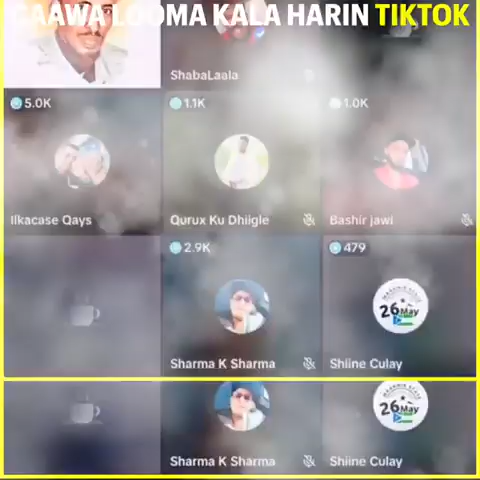 CAAWA LOOMA KALA HARIN TIKTOK
ShabaLaala
5.0K
1.1K
1.0K
Ilkacase Qays
Qurux Ku Dhiigle
Bashir jawi
2.9K
479
26 May
Sharma K Sharma
Shiine Culay
26 May
Sharma K Sharma
Shiine Culay